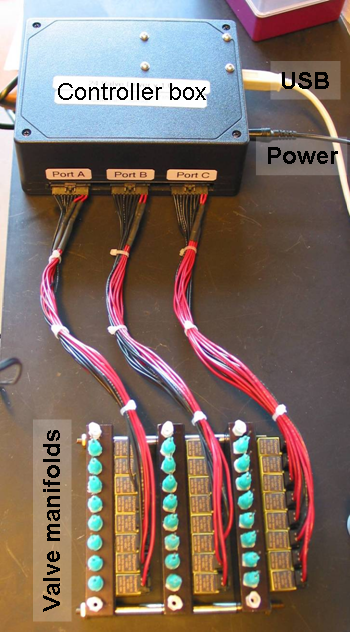 Controller box
USB
Power
Port A
Port B
Port C
Valve manifolds